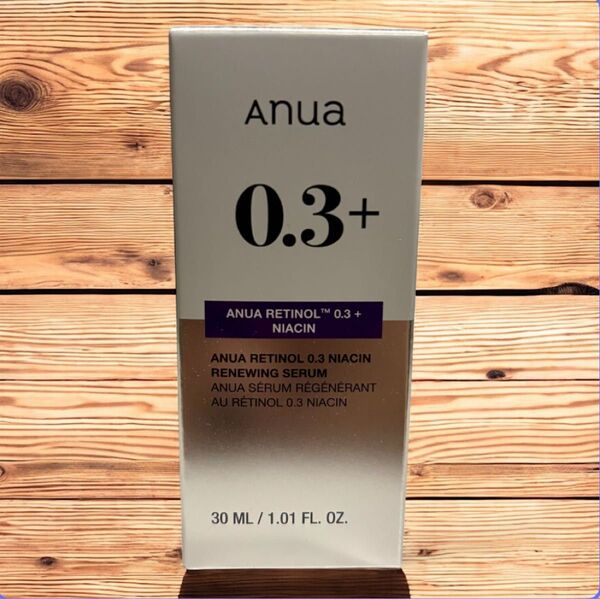 Anua
0.3+
ANUA RETINOL™ 0.3 +
NIACIN
ANUA RETINOL 0.3 NIACIN
RENEWING SERUM
ANUA SÉRUM RÉGÉNÉRANT
AU RÉTINOL 0.3 NIACIN
30 ML / 1.01 FL. OZ.